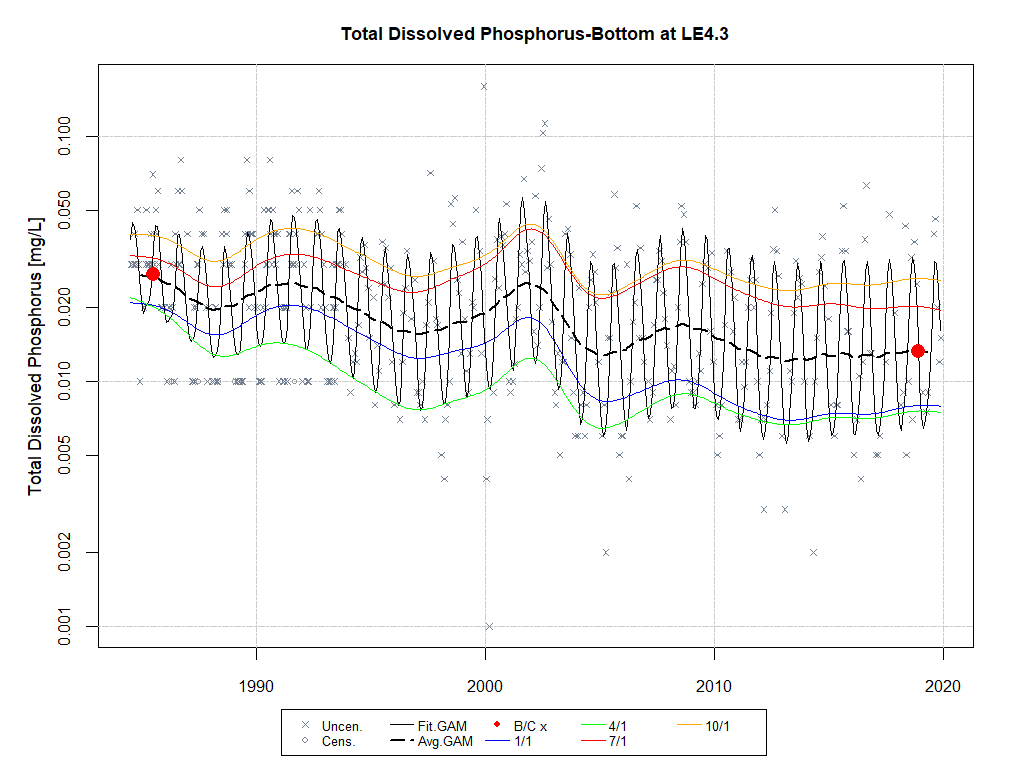 Total Dissolved Phosphorus-Bottom at LE4.3
Total Dissolved Phosphorus [mg/L]
0.100
0.050
0.020
0.010
0.005
0.002
0.001
1990 2000 2010 2020
Uncen. Fit.GAM B/C x 4/1 10/1
Cens. Avg.GAM 1/1 7/1